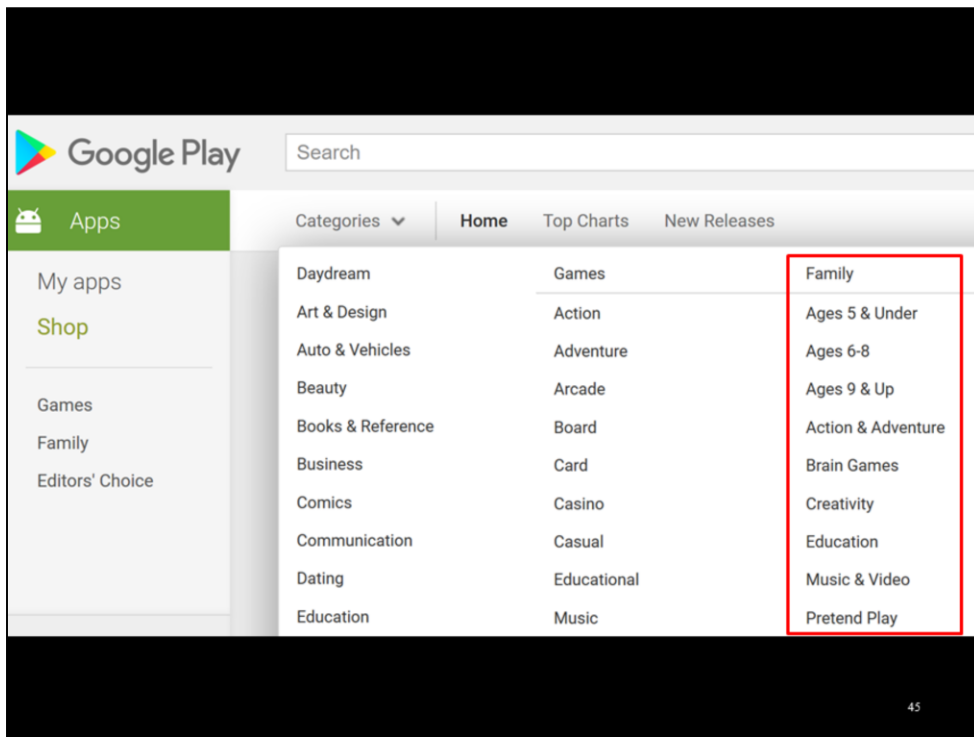 Google Play
Search
Apps
Categories
Home
Top Charts
New Releases
My apps
Shop
Games
Family
Editors' Choice
Daydream
Art & Design
Auto & Vehicles
Beauty
Books & Reference
Business
Comics
Communication
Dating
Education
Games
Action
Adventure
Arcade
Board
Card
Casino
Casual
Educational
Music
Family
Ages 5 & Under
Ages 6-8
Ages 9 & Up
Action & Adventure
Brain Games
Creativity
Education
Music & Video
Pretend Play
45